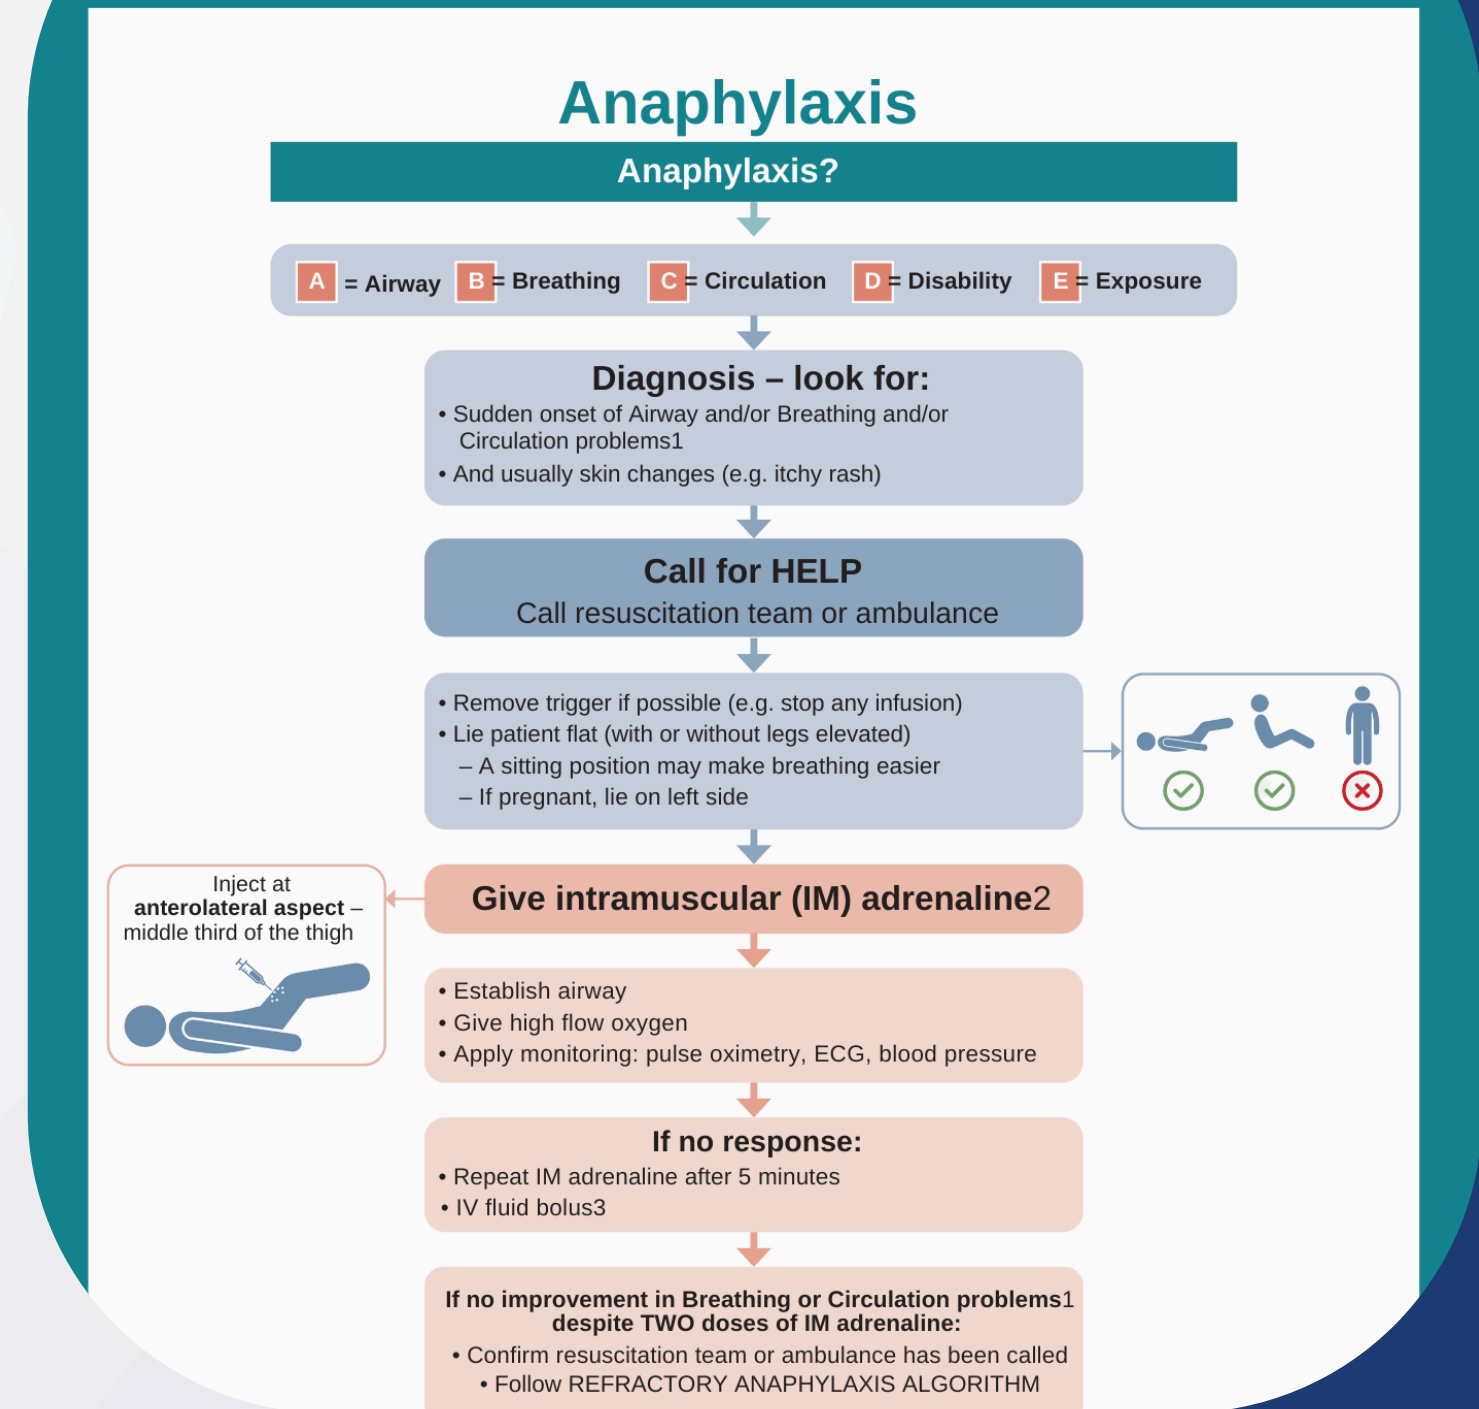 Anaphylaxis
Anaphylaxis?
A = Airway B = Breathing C = Circulation D = Disability E = Exposure
Diagnosis – look for:
• Sudden onset of Airway and/or Breathing and/or
Circulation problems1
• And usually skin changes (e.g. itchy rash)
Call for HELP
Call resuscitation team or ambulance
• Remove trigger if possible (e.g. stop any infusion)
• Lie patient flat (with or without legs elevated)
– A sitting position may make breathing easier
– If pregnant, lie on left side
Give intramuscular (IM) adrenaline2
Inject at
anterolateral aspect –
middle third of the thigh
• Establish airway
• Give high flow oxygen
• Apply monitoring: pulse oximetry, ECG, blood pressure
If no response:
• Repeat IM adrenaline after 5 minutes
• IV fluid bolus3
If no improvement in Breathing or Circulation problems1
despite TWO doses of IM adrenaline:
• Confirm resuscitation team or ambulance has been called
• Follow REFRACTORY ANAPHYLAXIS ALGORITHM